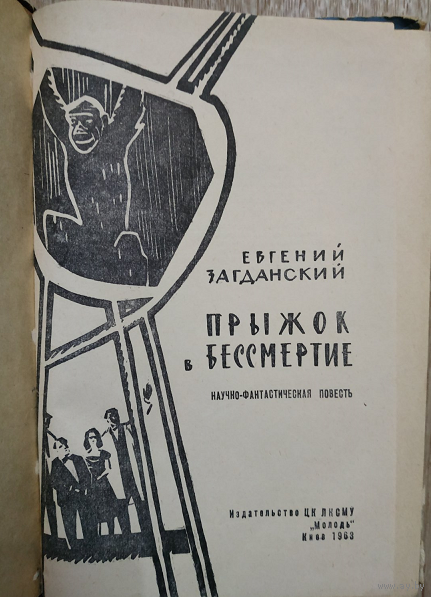 ЕВГЕНИЙ
ЗАГДАНСКИЙ
ПРЫЖОК
в БЕССМЕРТИЕ
НАУЧНО-ФАНТАСТИЧЕСКАЯ ПОВЕСТЬ
Издательство ЦК ЛКСМУ
„Молодь"
Киев 1963